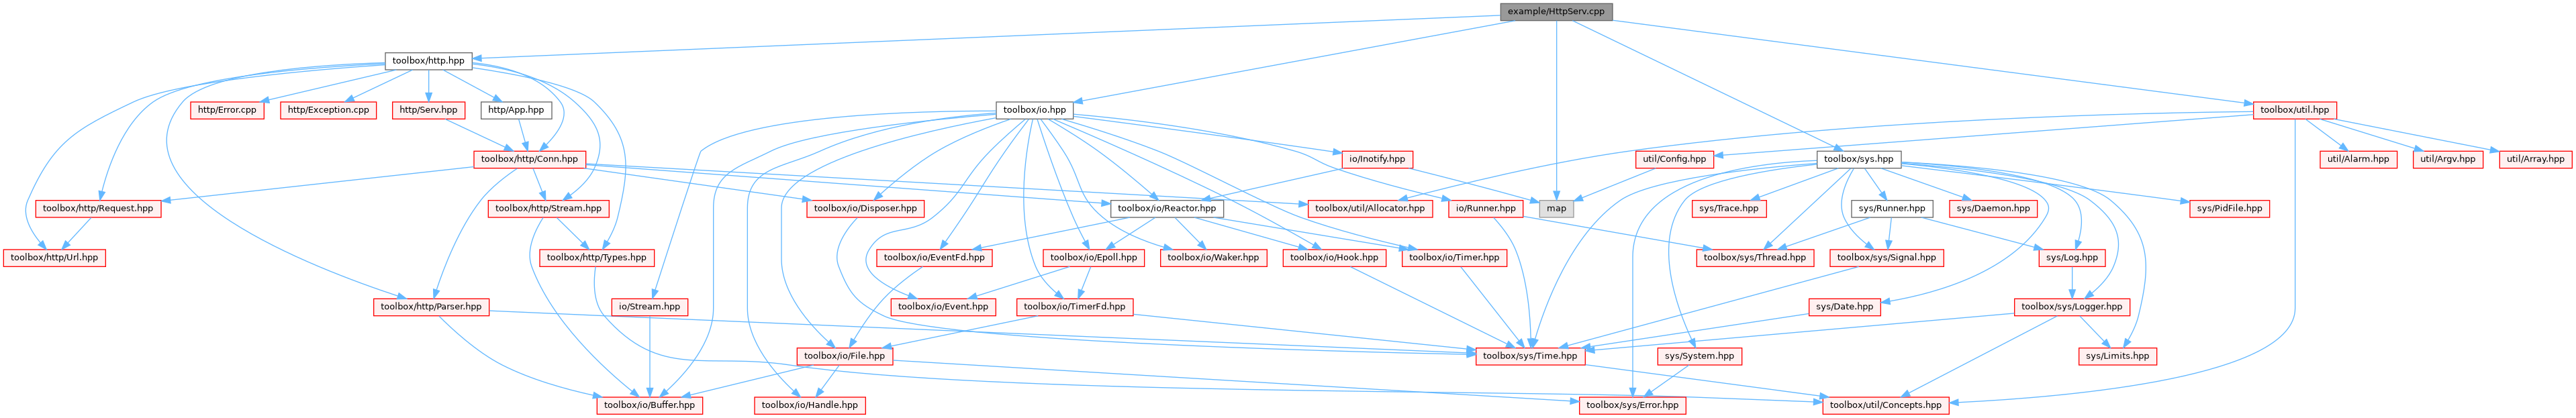 example/HttpServ.cpp
toolbox/http.hpp
http/Error.cpp
http/Exception.cpp
http/Serv.hpp
http/App.hpp
toolbox/io.hpp
toolbox/util.hpp
toolbox/http/Conn.hpp
io/Inotify.hpp
util/Config.hpp
toolbox/sys.hpp
util/Alarm.hpp
util/Argv.hpp
util/Array.hpp
toolbox/http/Request.hpp
toolbox/http/Stream.hpp
toolbox/io/Disposer.hpp
toolbox/io/Reactor.hpp
toolbox/util/Allocator.hpp
io/Runner.hpp
map
sys/Trace.hpp
sys/Runner.hpp
sys/Daemon.hpp
sys/PidFile.hpp
toolbox/http/Url.hpp
toolbox/http/Types.hpp
toolbox/io/EventFd.hpp
toolbox/io/Epoll.hpp
toolbox/io/Waker.hpp
toolbox/io/Hook.hpp
toolbox/io/Timer.hpp
toolbox/sys/Thread.hpp
toolbox/sys/Signal.hpp
sys/Log.hpp
toolbox/http/Parser.hpp
io/Stream.hpp
toolbox/io/Event.hpp
toolbox/io/TimerFd.hpp
sys/Date.hpp
toolbox/sys/Logger.hpp
toolbox/io/File.hpp
toolbox/sys/Time.hpp
sys/System.hpp
sys/Limits.hpp
toolbox/io/Buffer.hpp
toolbox/io/Handle.hpp
toolbox/sys/Error.hpp
toolbox/util/Concepts.hpp